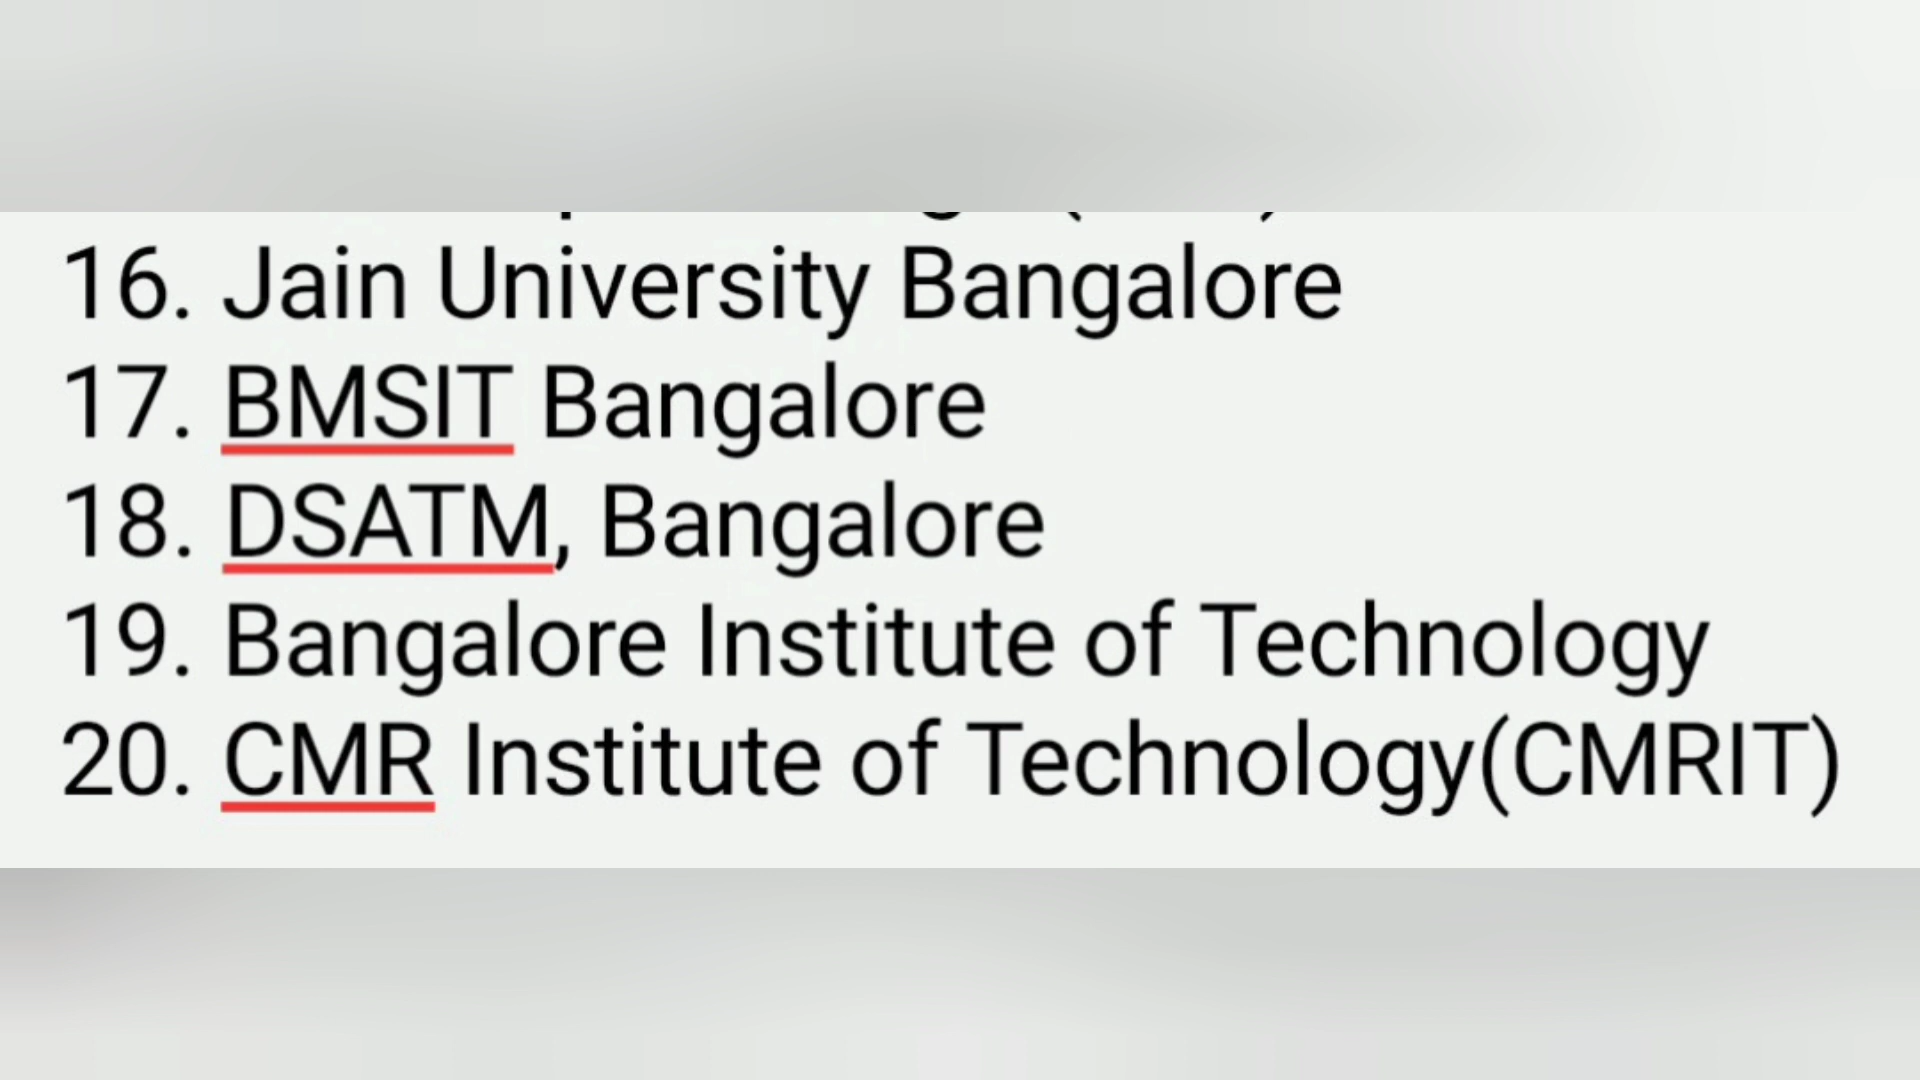 16. Jain University Bangalore
17. BMSIT Bangalore
18. DSATM, Bangalore
19. Bangalore Institute of Technology
20. CMR Institute of Technology(CMRIT)